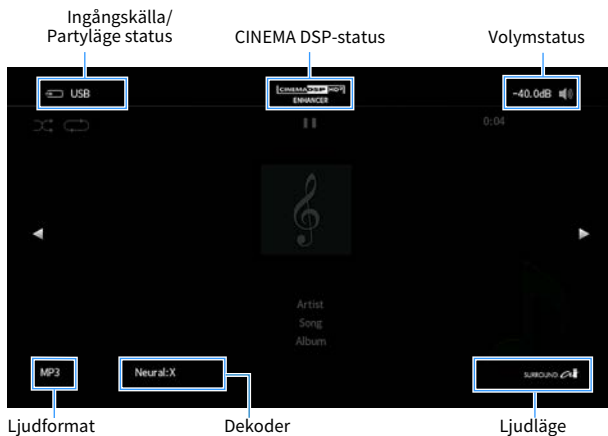 Ingångskälla/
Partyläge status
CINEMA DSP-status
Volymstatus
USB
CINEMA DSP HD³
ENHANCER
-40.0dB
0:04
Artist
Song
Album
MP3
Neural:X
SURROUND:AI
Ljudformat
Dekoder
Ljudläge